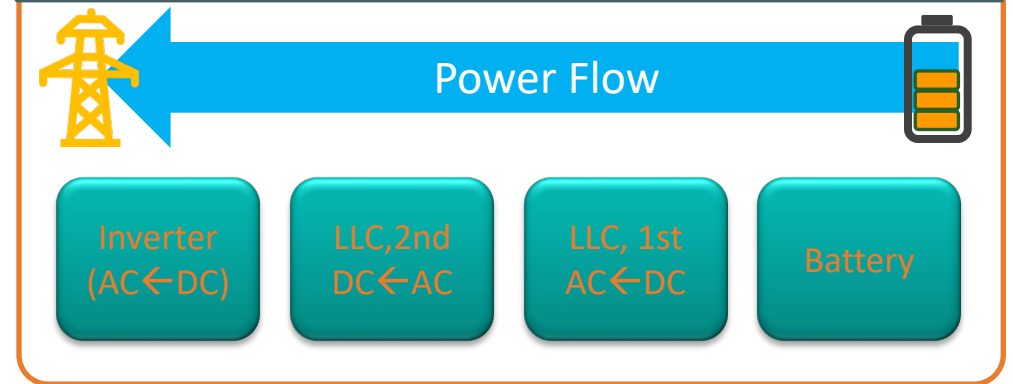 Power Flow
Inverter
(AC←DC)
LLC,2nd
DC←AC
LLC, 1st
AC←DC
Battery